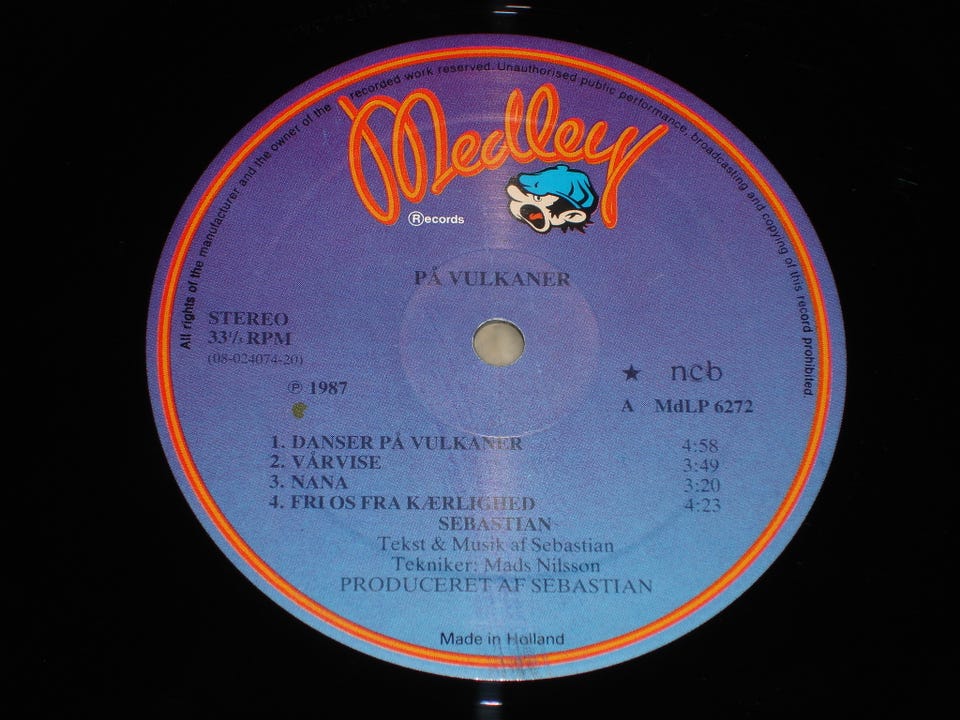 All rights of the manufacturer and the owner of the recorded work reserved. Unauthorised public performance, broadcasting and copying of this record prohibited.
Medley
Ⓡecords
PÅ VULKANER
STEREO
33⅓ RPM
(08-024074-20)
Ⓟ 1987
★ ncb
A MdLP 6272
1. DANSER PÅ VULKANER 4:58
2. VÅRVISE 3:49
3. NANA 3:20
4. FRI OS FRA KÆRLIGHED 4:23
SEBASTIAN
Tekst & Musik af Sebastian
Tekniker: Mads Nilsson
PRODUCERET AF SEBASTIAN
Made in Holland